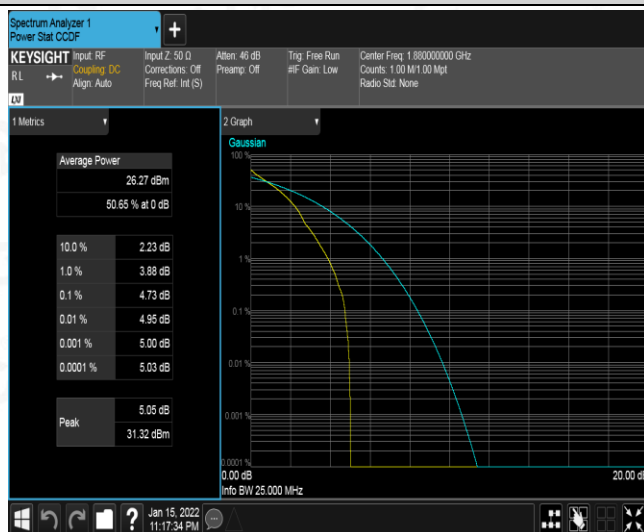 Spectrum Analyzer 1
Power Stat CCDF
+
KEYSIGHT
R L
LXI
Input: RF
Coupling: DC
Align: Auto
Input Z: 50 Ω
Corrections: Off
Freq Ref: Int (S)
Atten: 46 dB
Preamp: Off
Trig: Free Run
#IF Gain: Low
Center Freq: 1.880000000 GHz
Counts: 1.00 M/1.00 Mpt
Radio Std: None
1 Metrics
Average Power
26.27 dBm
50.65 % at 0 dB
10.0 % 2.23 dB
1.0 % 3.88 dB
0.1 % 4.73 dB
0.01 % 4.95 dB
0.001 % 5.00 dB
0.0001 % 5.03 dB
Peak
5.05 dB
31.32 dBm
2 Graph
Gaussian
100 %
10 %
1 %
0.1 %
0.01 %
0.001 %
0.0001 %
0.00 dB
20.00 dB
Info BW 25.000 MHz
?
Jan 15, 2022
11:17:34 PM